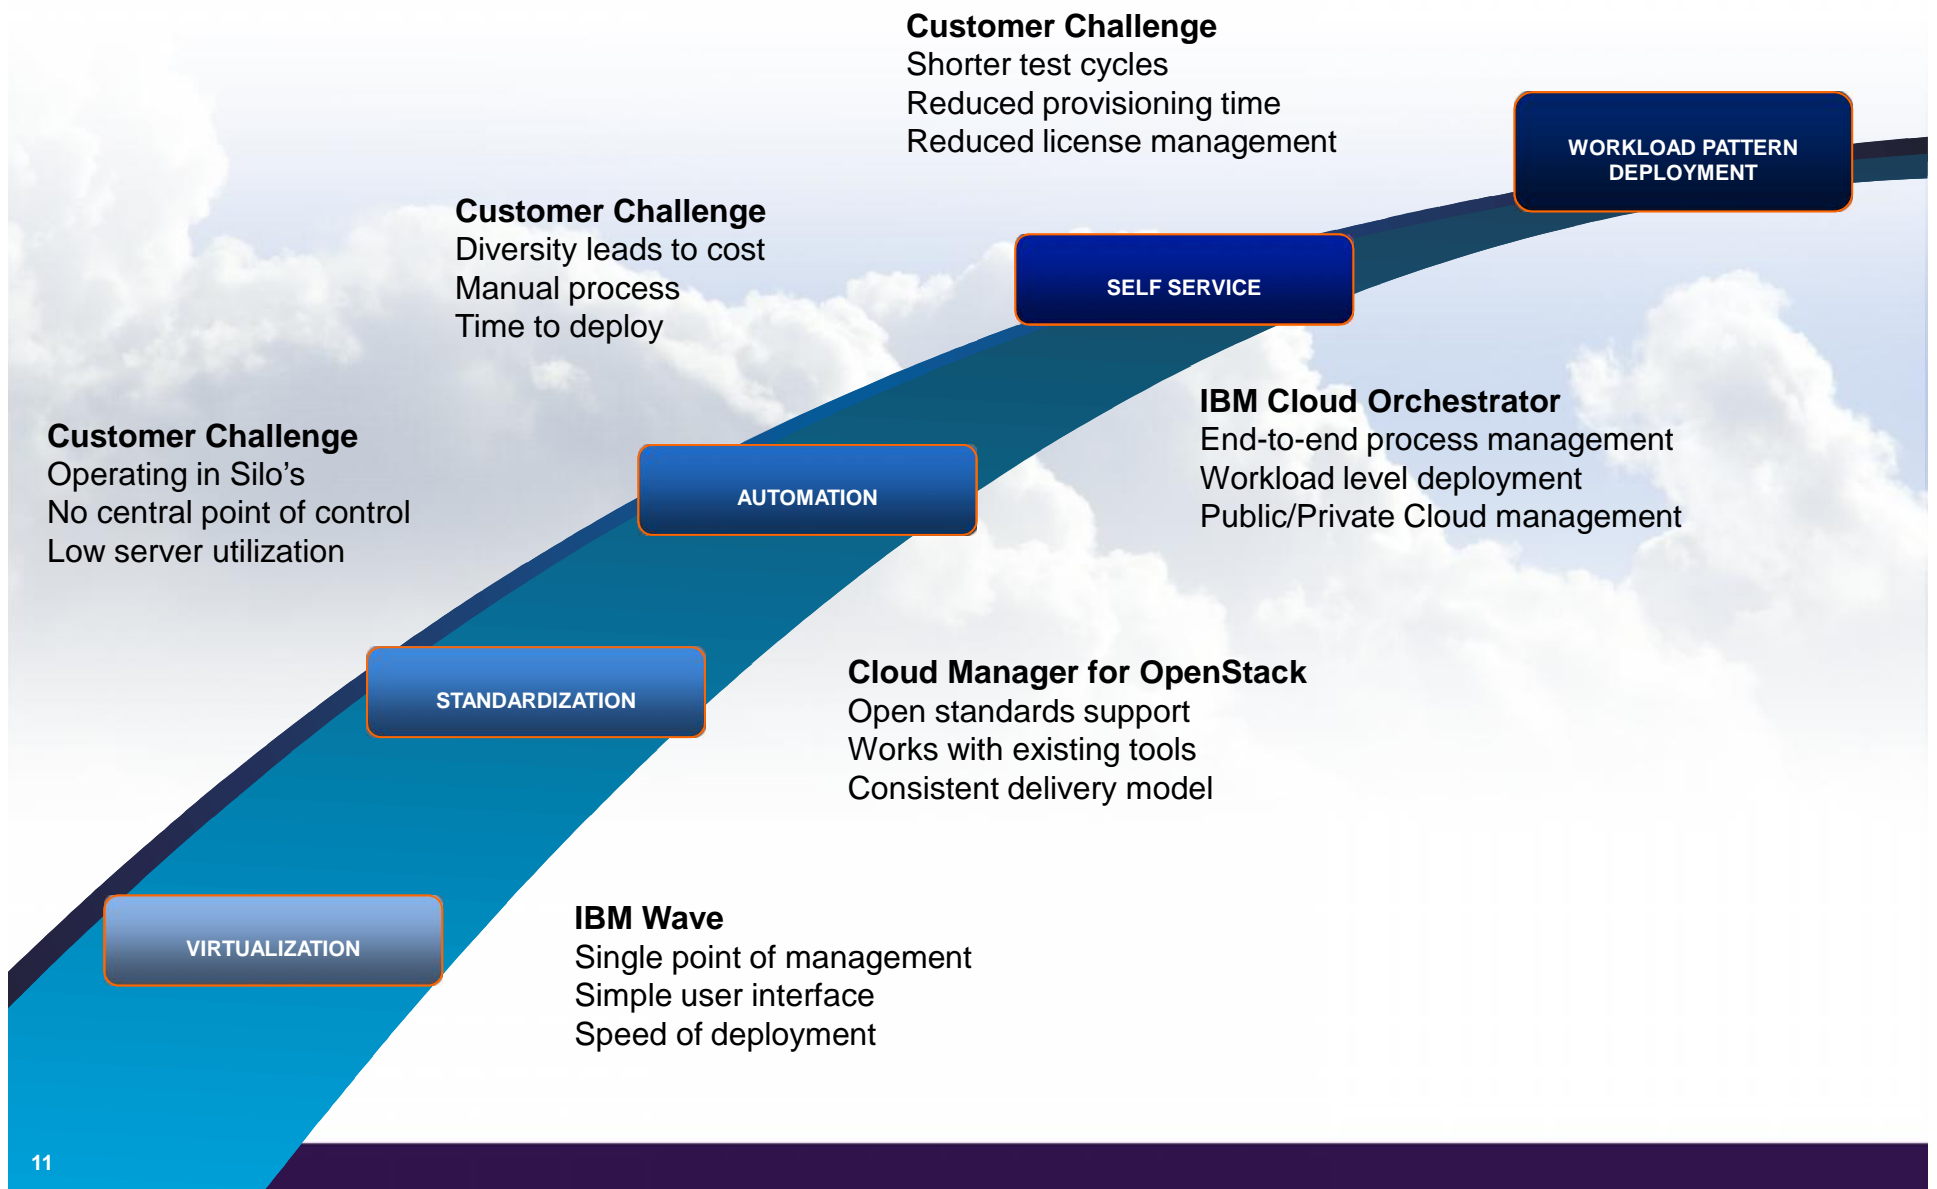 Customer Challenge
Shorter test cycles
Reduced provisioning time
Reduced license management
WORKLOAD PATTERN
DEPLOYMENT
Customer Challenge
Diversity leads to cost
Manual process
Time to deploy
SELF SERVICE
IBM Cloud Orchestrator
End-to-end process management
Workload level deployment
Public/Private Cloud management
Customer Challenge
Operating in Silo’s
No central point of control
Low server utilization
AUTOMATION
STANDARDIZATION
Cloud Manager for OpenStack
Open standards support
Works with existing tools
Consistent delivery model
VIRTUALIZATION
IBM Wave
Single point of management
Simple user interface
Speed of deployment
11